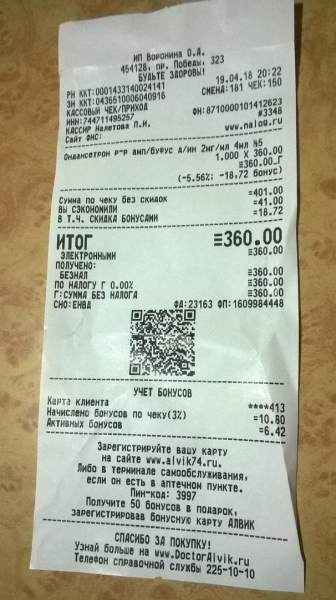 ИП Воронина О.А.
454128, пр. Победы, 323
БУДЬТЕ ЗДОРОВЫ!
РН ККТ:0001433140024141 19.04.18 20:22
ЗН ККТ:0436510006040916 СМЕНА:181 ЧЕК:150
КАССОВЫЙ ЧЕК/ПРИХОД
ИНН:744711495257 ФН:8710000101412623
КАССИР Налетова Л.И. #3348
Сайт ФНС: www.nalog.ru
Ондансетрон р-р амп/буфус д/ин 2мг/мл 4мл №5
1.000 X 360.00
≡360.00_Г
(-5.56%: -18.72 бонус)
Сумма по чеку без скидок =401.00
ВЫ СЭКОНОМИЛИ =41.00
В Т.Ч. СКИДКА БОНУСАМИ =18.72
ИТОГ ≡360.00
ЭЛЕКТРОННЫМИ ≡360.00
ПОЛУЧЕНО:
БЕЗНАЛ ≡360.00
ПО НАЛОГУ Г 0.00% ≡360.00
Г:СУММА БЕЗ НАЛОГА ≡360.00
СНО:ЕНВД ФД:23163 ФП:1609984448
УЧЕТ БОНУСОВ
Карта клиента ****413
Начислено бонусов по чеку(3%) =10.80
Активных бонусов =6.42
Зарегистрируйте вашу карту
на сайте www.alvik74.ru.
Либо в терминале самообслуживания,
если он есть в аптечном пункте.
Пин-код: 3997
Получите 50 бонусов в подарок,
зарегистрировав бонусную карту АЛВИК
СПАСИБО ЗА ПОКУПКУ!
Узнай больше на www.DoctorAlvik.ru
Телефон справочной службы 225-10-10